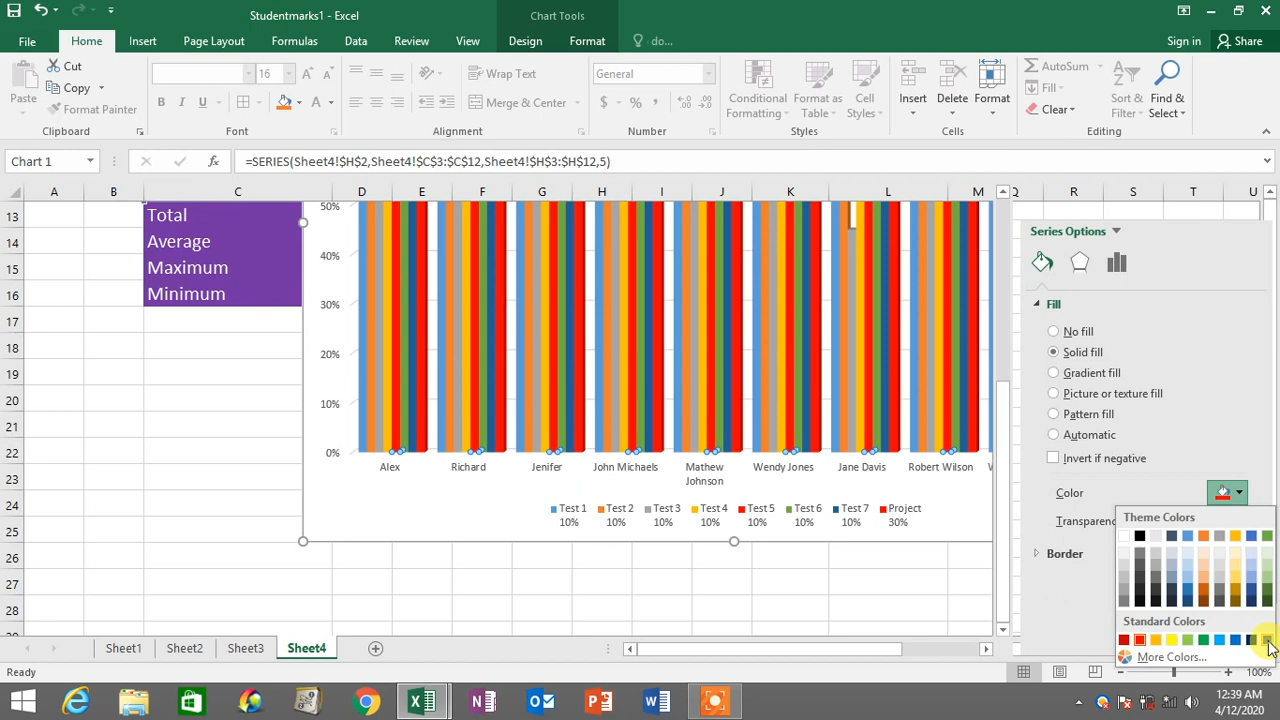 Studentmarks1 - Excel
Chart Tools
File
Home
Insert
Page Layout
Formulas
Data
Review
View
Design
Format
do...
Sign in
Share
Paste
Cut
Copy
Format Painter
Clipboard
16
B I U
Font
Wrap Text
Merge & Center
Alignment
General
$ % ,
Number
Conditional Formatting
Format as Table
Cell Styles
Styles
Insert
Delete
Format
Cells
AutoSum
Fill
Clear
Sort & Filter
Find & Select
Editing
Chart 1
fx
=SERIES(Sheet4!$H$2,Sheet4!$C$3:$C$12,Sheet4!$H$3:$H$12,5)
A B C D E F G H I J K L M Q R S T U
13 Total
14 Average
15 Maximum
16 Minimum
17
18
19
20
21
22
23
24
25
26
27
28
50%
40%
30%
20%
10%
0%
Alex
Richard
Jenifer
John Michaels
Mathew Johnson
Wendy Jones
Jane Davis
Robert Wilson
Test 1 10%
Test 2 10%
Test 3 10%
Test 4 10%
Test 5 10%
Test 6 10%
Test 7 10%
Project 30%
Series Options
Fill
No fill
Solid fill
Gradient fill
Picture or texture fill
Pattern fill
Automatic
Invert if negative
Color
Transparen
Border
Theme Colors
Standard Colors
More Colors...
Sheet1
Sheet2
Sheet3
Sheet4
Ready
100%
12:39 AM
4/12/2020